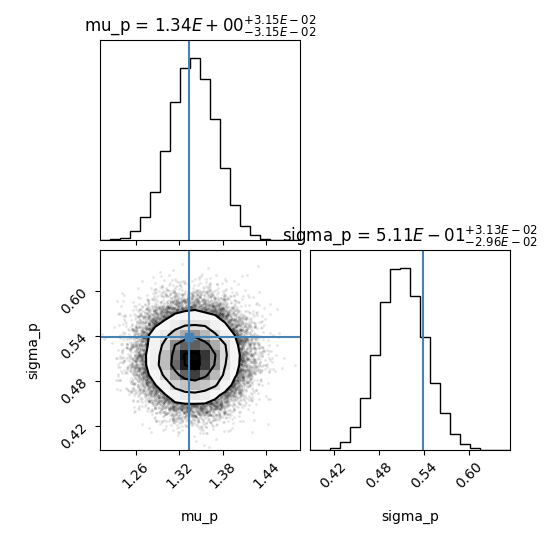 mu_p = 1.34E + 00^{+3.15E − 02}_{−3.15E − 02}
sigma_p = 5.11E − 01^{+3.13E − 02}_{−2.96E − 02}
sigma_p
0.60
0.54
0.48
0.42
1.26
1.32
1.38
1.44
0.42
0.48
0.54
0.60
mu_p
sigma_p